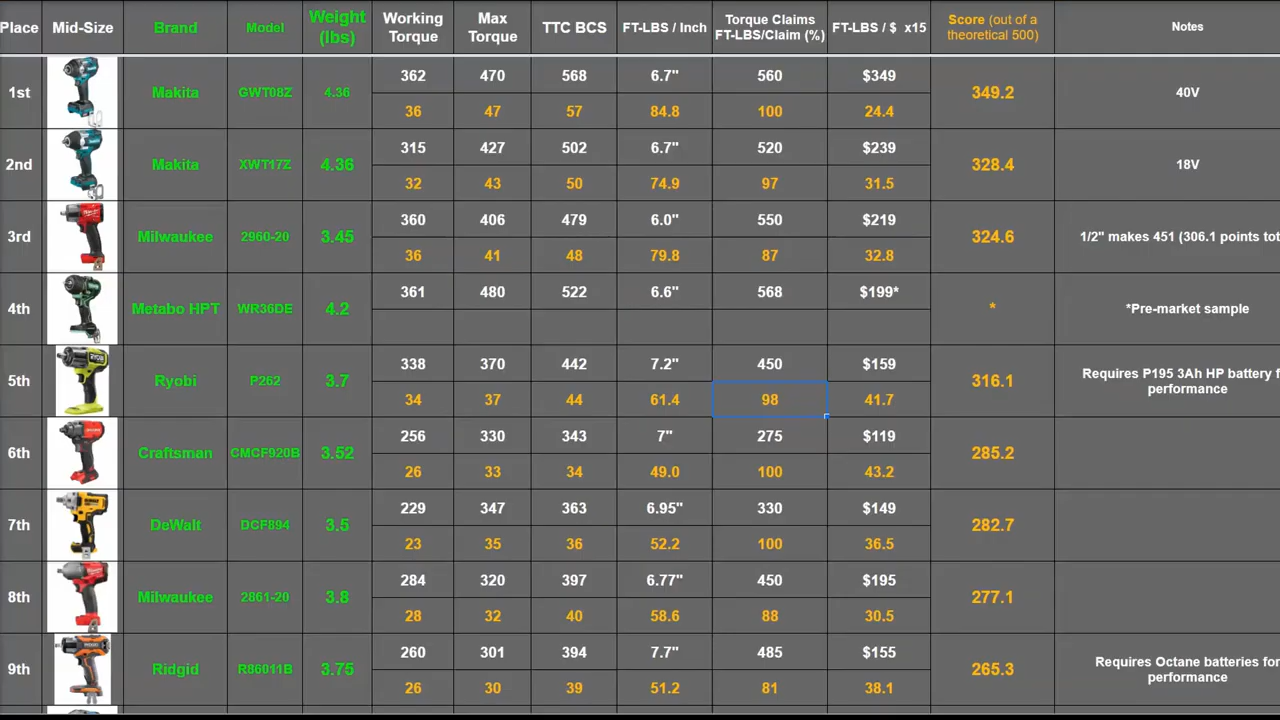 Place Mid-Size Brand Model Weight (lbs) Working Torque Max Torque TTC BCS FT-LBS / Inch Torque Claims FT-LBS/Claim (%) FT-LBS / $ x15 Score (out of a theoretical 500) Notes
1st Makita GWT08Z 4.36 362 470 568 6.7" 560 $349 349.2 40V
36 47 57 84.8 100 24.4
2nd Makita XWT17Z 4.36 315 427 502 6.7" 520 $239 328.4 18V
32 43 50 74.9 97 31.5
3rd Milwaukee 2960-20 3.45 360 406 479 6.0" 550 $219 324.6 1/2" makes 451 (306.1 points tot
36 41 48 79.8 87 32.8
4th Metabo HPT WR36DE 4.2 361 480 522 6.6" 568 $199* * *Pre-market sample
5th Ryobi P262 3.7 338 370 442 7.2" 450 $159 316.1 Requires P195 3Ah HP battery f
performance
34 37 44 61.4 98 41.7
6th Craftsman CMCF920B 3.52 256 330 343 7" 275 $119 285.2
26 33 34 49.0 100 43.2
7th DeWalt DCF894 3.5 229 347 363 6.95" 330 $149 282.7
23 35 36 52.2 100 36.5
8th Milwaukee 2861-20 3.8 284 320 397 6.77" 450 $195 277.1
28 32 40 58.6 88 30.5
9th Ridgid R86011B 3.75 260 301 394 7.7" 485 $155 265.3 Requires Octane batteries for
performance
26 30 39 51.2 81 38.1